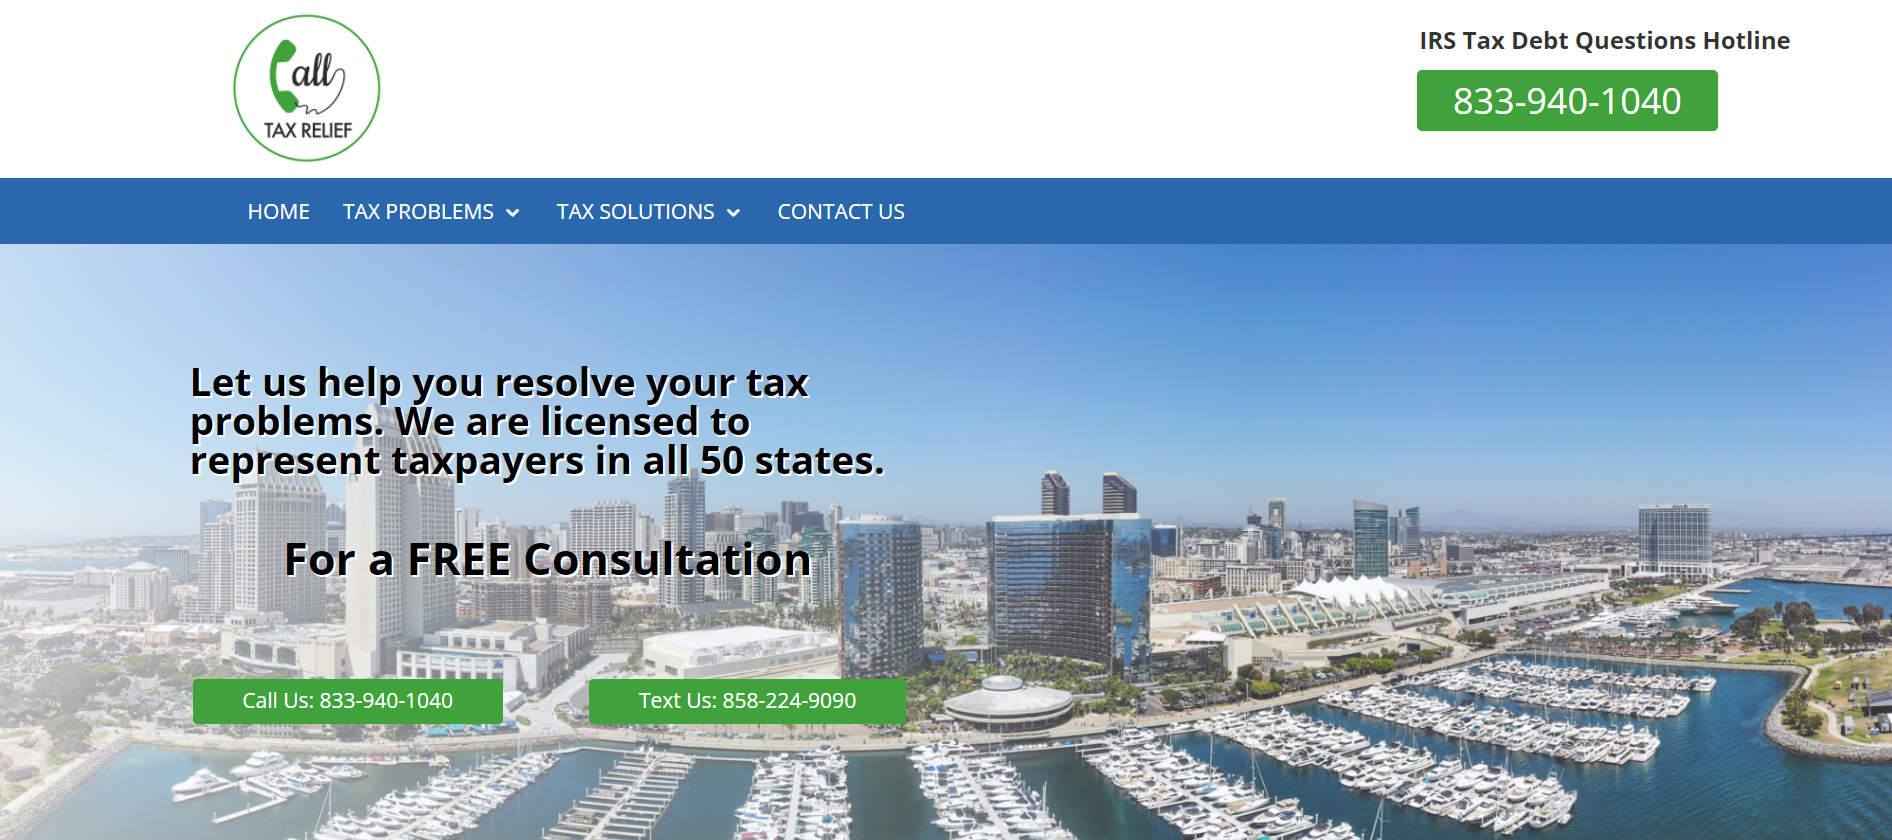 all
TAX RELIEF
IRS Tax Debt Questions Hotline
833-940-1040
HOME TAX PROBLEMS TAX SOLUTIONS CONTACT US
Let us help you resolve your tax
problems. We are licensed to
represent taxpayers in all 50 states.
For a FREE Consultation
Call Us: 833-940-1040 Text Us: 858-224-9090